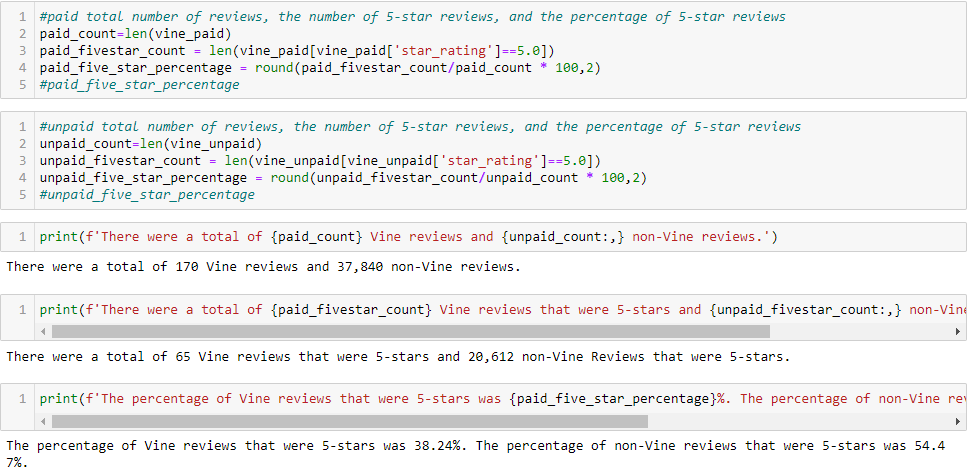 1 #paid total number of reviews, the number of 5-star reviews, and the percentage of 5-star reviews
2 paid_count=len(vine_paid)
3 paid_fivestar_count = len(vine_paid[vine_paid['star_rating']==5.0])
4 paid_five_star_percentage = round(paid_fivestar_count/paid_count * 100,2)
5 #paid_five_star_percentage
1 #unpaid total number of reviews, the number of 5-star reviews, and the percentage of 5-star reviews
2 unpaid_count=len(vine_unpaid)
3 unpaid_fivestar_count = len(vine_unpaid[vine_unpaid['star_rating']==5.0])
4 unpaid_five_star_percentage = round(unpaid_fivestar_count/unpaid_count * 100,2)
5 #unpaid_five_star_percentage
1 print(f'There were a total of {paid_count} Vine reviews and {unpaid_count:,} non-Vine reviews.')
There were a total of 170 Vine reviews and 37,840 non-Vine reviews.
1 print(f'There were a total of {paid_fivestar_count} Vine reviews that were 5-stars and {unpaid_fivestar_count:,} non-Vine
There were a total of 65 Vine reviews that were 5-stars and 20,612 non-Vine Reviews that were 5-stars.
1 print(f'The percentage of Vine reviews that were 5-stars was {paid_five_star_percentage}%. The percentage of non-Vine rev
The percentage of Vine reviews that were 5-stars was 38.24%. The percentage of non-Vine reviews that were 5-stars was 54.4
7%.